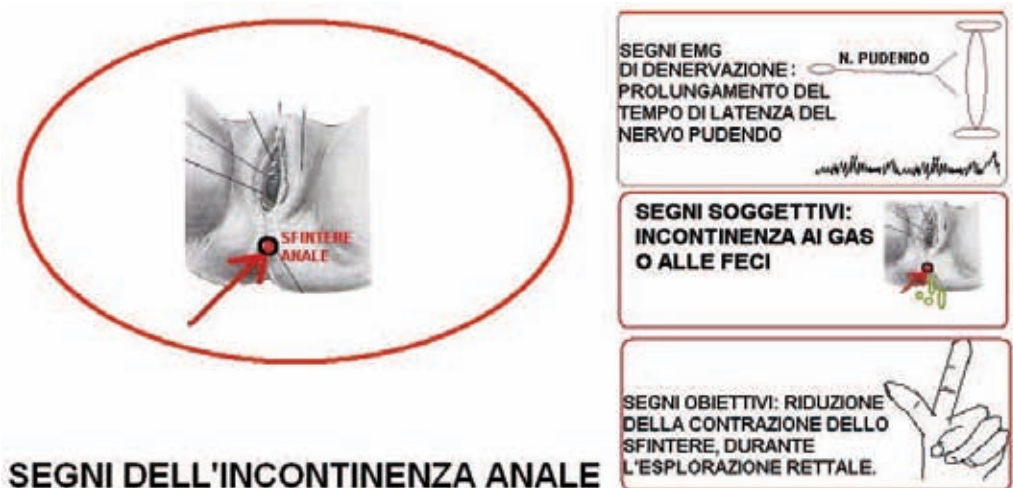 SFINTERE
ANALE
SEGNI DELL'INCONTINENZA ANALE
SEGNI EMG
DI DENERVAZIONE:
PROLUNGAMENTO DEL
TEMPO DI LATENZA DEL
NERVO PUDENDO
N. PUDENDO
SEGNI SOGGETTIVI:
INCONTINENZA AI GAS
O ALLE FECI
SEGNI OBIETTIVI: RIDUZIONE
DELLA CONTRAZIONE DELLO
SFINTERE, DURANTE
L'ESPLORAZIONE RETTALE.